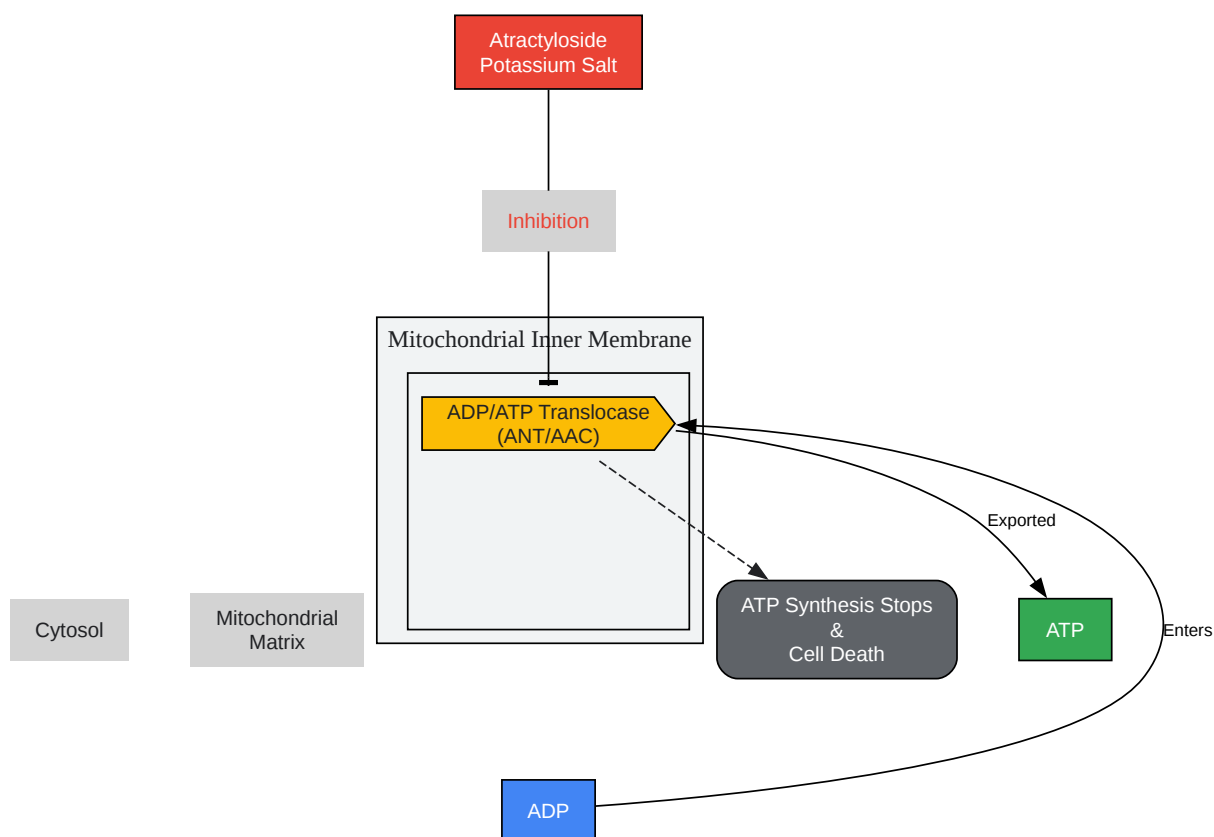 Atractyloside
Potassium Salt
Inhibition
Mitochondrial Inner Membrane
ADP/ATP Translocase
(ANT/AAC)
Exported
Cytosol
Mitochondrial
Matrix
ATP Synthesis Stops
&
Cell Death
ATP
Enters
ADP